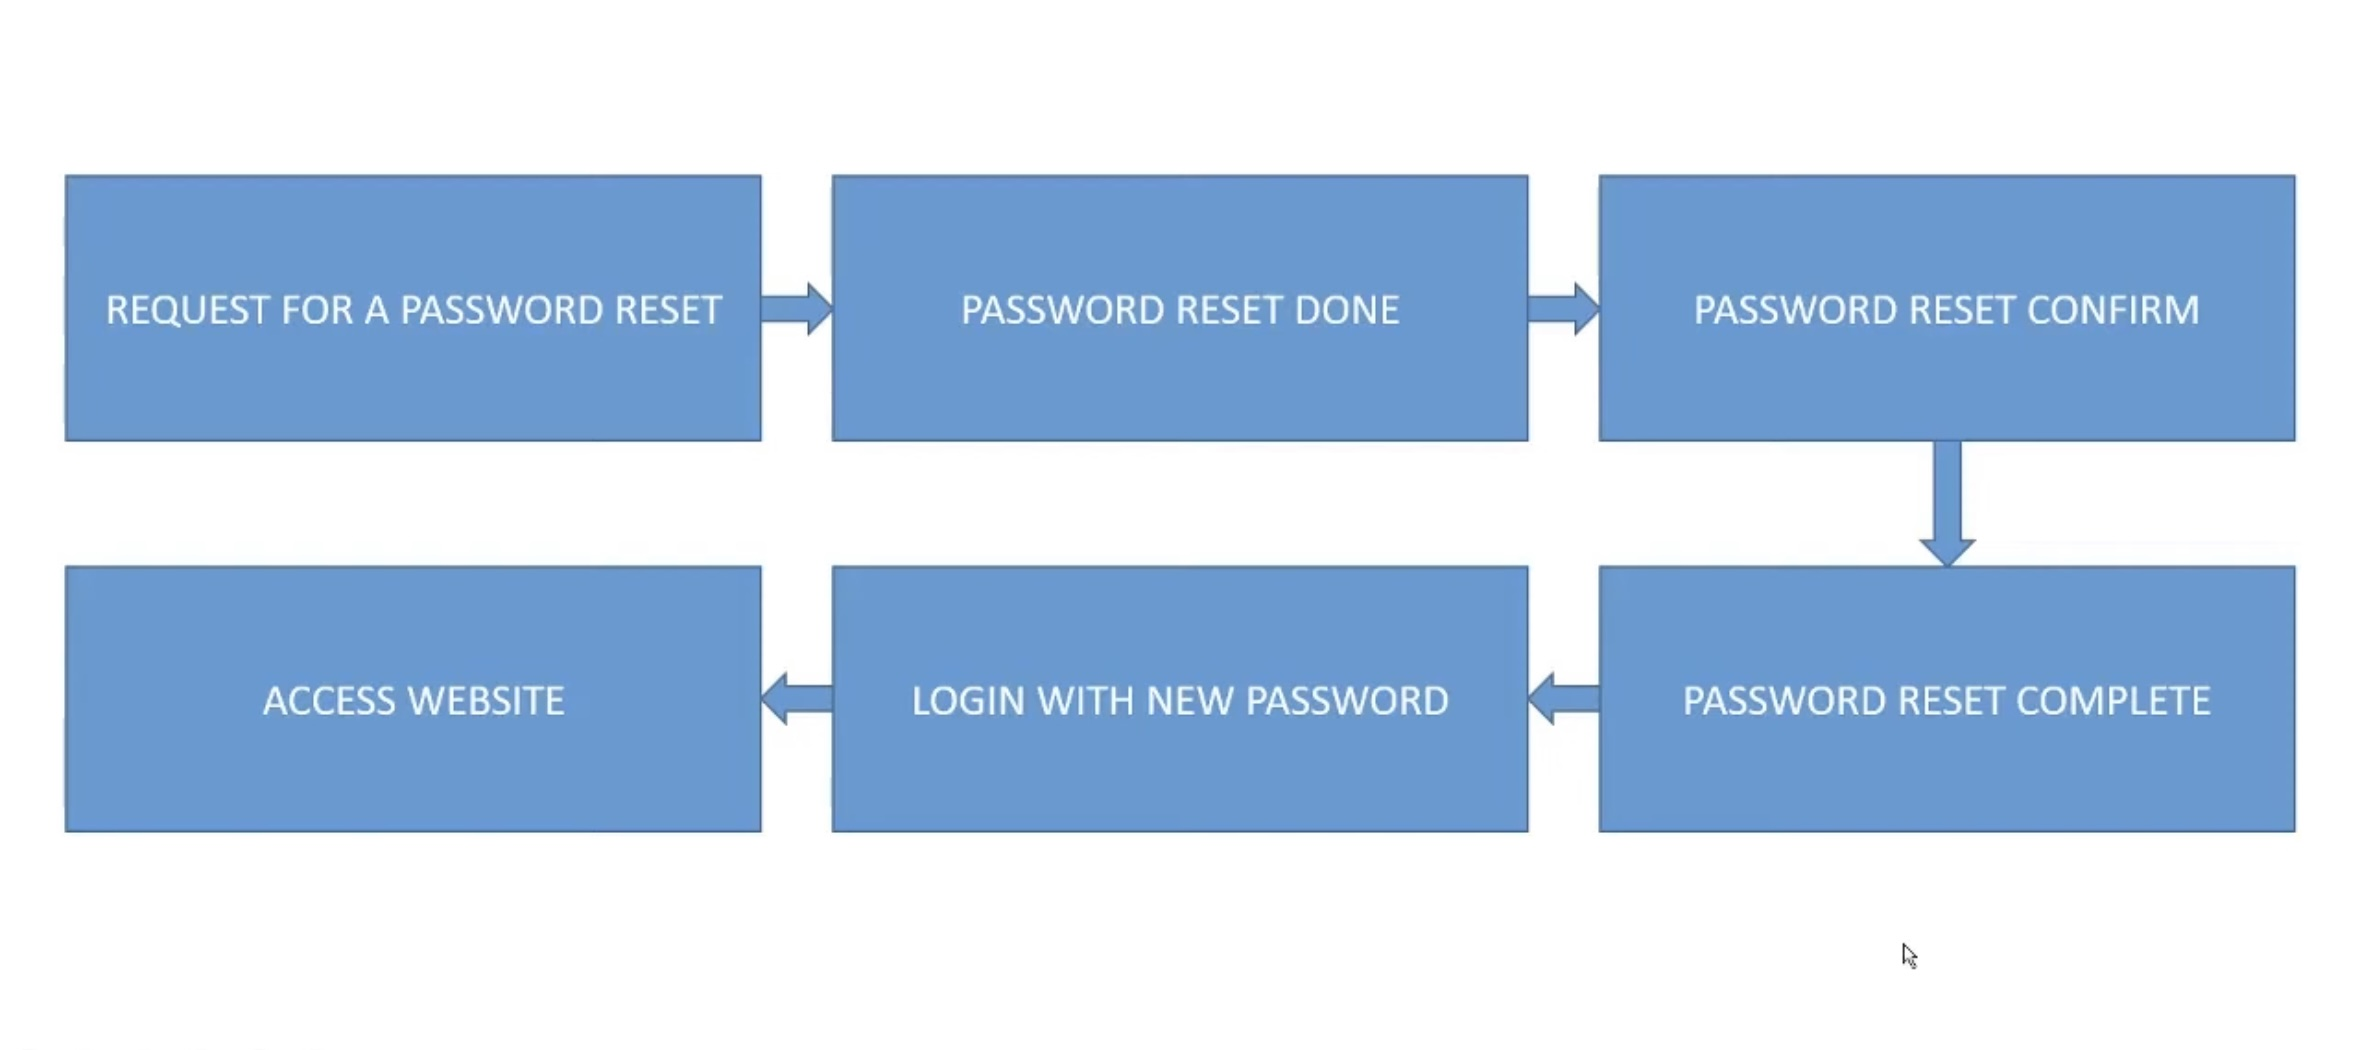 REQUEST FOR A PASSWORD RESET
PASSWORD RESET DONE
PASSWORD RESET CONFIRM
PASSWORD RESET COMPLETE
LOGIN WITH NEW PASSWORD
ACCESS WEBSITE